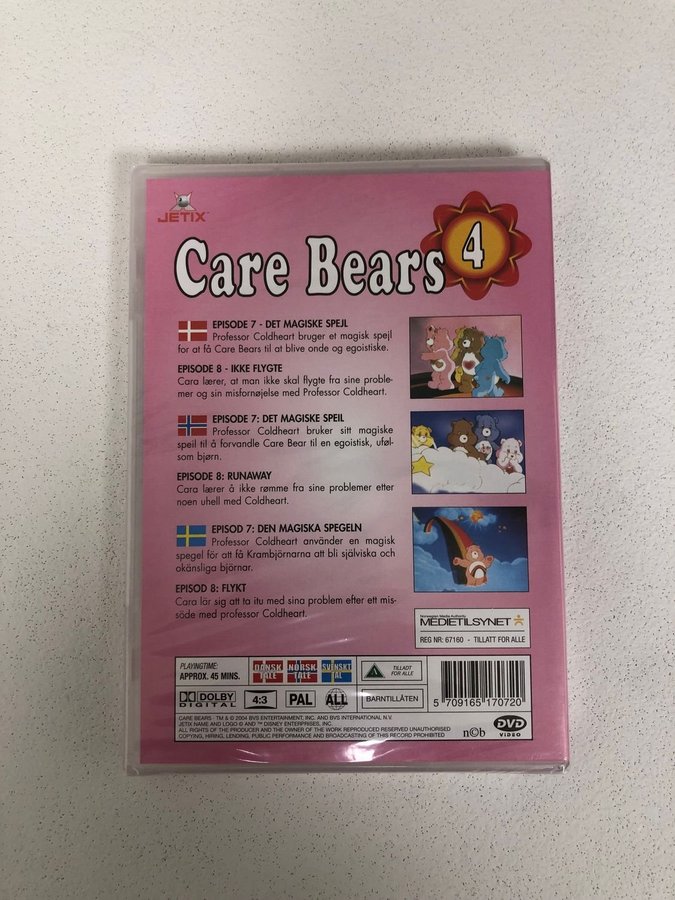 JETIX™
Care Bears 4
EPISODE 7 - DET MAGISKE SPEJL
Professor Coldheart bruger et magisk spejl
for at få Care Bears til at blive onde og egoistiske.
EPISODE 8 - IKKE FLYGTE
Cara lærer, at man ikke skal flygte fra sine proble-
mer og sin misfornøjelse med Professor Coldheart.
EPISODE 7: DET MAGISKE SPEIL
Professor Coldheart bruker sitt magiske
speil til å forvandle Care Bear til en egoistisk, uføl-
som bjørn.
EPISODE 8: RUNAWAY
Cara lærer å ikke rømme fra sine problemer etter
noen uhell med Coldheart.
EPISOD 7: DEN MAGISKA SPEGELN
Professor Coldheart använder en magisk
spegel för att få Krambjörnarna att bli själviska och
okänsliga björnar.
EPISOD 8: FLYKT
Cara lär sig att ta itu med sina problem efter ett mis-
söde med professor Coldheart.
Norwegian Media Authority
MEDIETILSYNET
REG NR: 67160 - TILLATT FOR ALLE
PLAYINGTIME:
APPROX. 45 MINS.
DANSK
TALE
NORSK
TALE
SVENSKT
TAL
A
TILLADT
FOR ALLE
DOLBY
DIGITAL
4:3
PAL
ALL
BARNTILLÅTEN
5 709165 170720
CARE BEARS - TM & © 2004 BVS ENTERTAINMENT, INC. AND BVS INTERNATIONAL N.V.
JETIX NAME AND LOGO © AND ™ DISNEY ENTERPRISES, INC.
ALL RIGHTS OF THE PRODUCER AND THE OWNER OF THE WORK REPRODUCED RESERVED UNAUTHORISED
COPYING, HIRING, LENDING, PUBLIC PERFORMANCE AND BROADCASTING OF THIS RECORD PROHIBITED
n©b
DVD
VIDEO